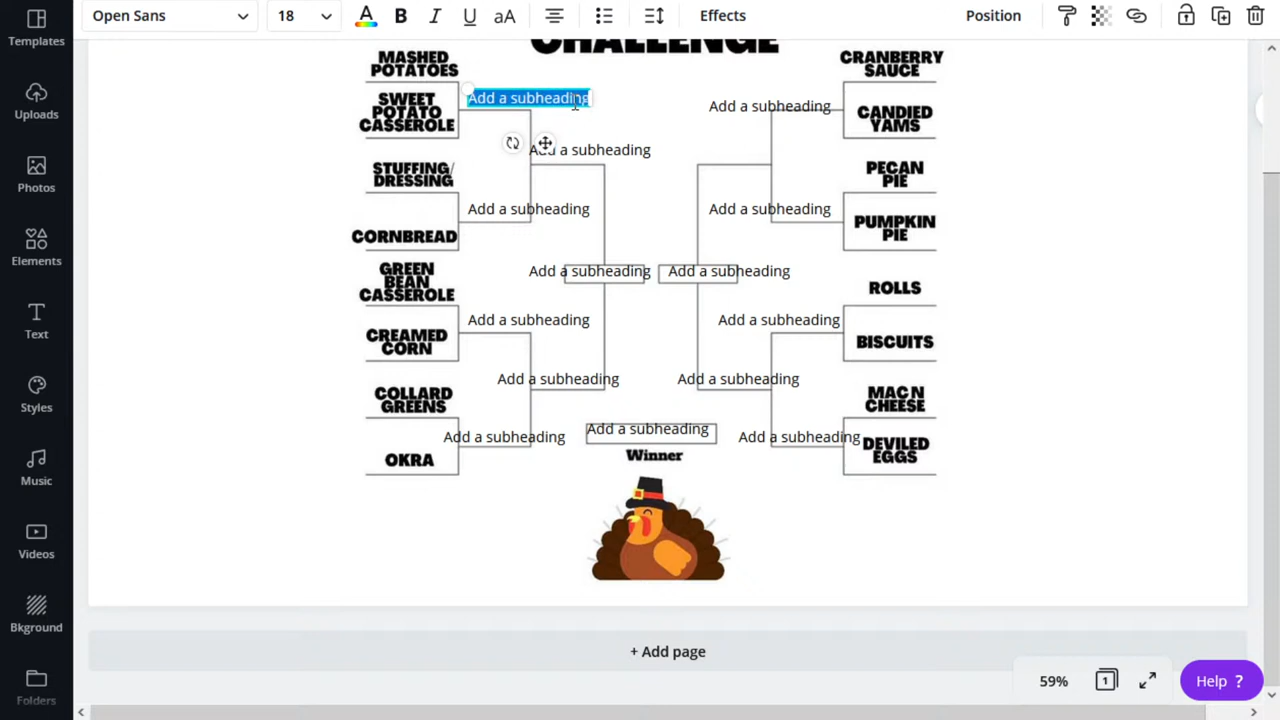 Open Sans
18
A
B
I
U
aA
Effects
Position
Templates
Uploads
Photos
Elements
Text
Styles
Music
Videos
Bkground
Folders
CHALLENGE
MASHED
POTATOES
SWEET
POTATO
CASSEROLE
STUFFING/
DRESSING
CORNBREAD
GREEN
BEAN
CASSEROLE
CREAMED
CORN
COLLARD
GREENS
OKRA
Add a subheading
Add a subheading
Add a subheading
Add a subheading
Add a subheading
Add a subheading
Add a subheading
Add a subheading
Winner
Add a subheading
Add a subheading
Add a subheading
Add a subheading
Add a subheading
Add a subheading
CRANBERRY
SAUCE
CANDIED
YAMS
PECAN
PIE
PUMPKIN
PIE
ROLLS
BISCUITS
MAC N
CHEESE
DEVILED
EGGS
+ Add page
59%
1
Help ?